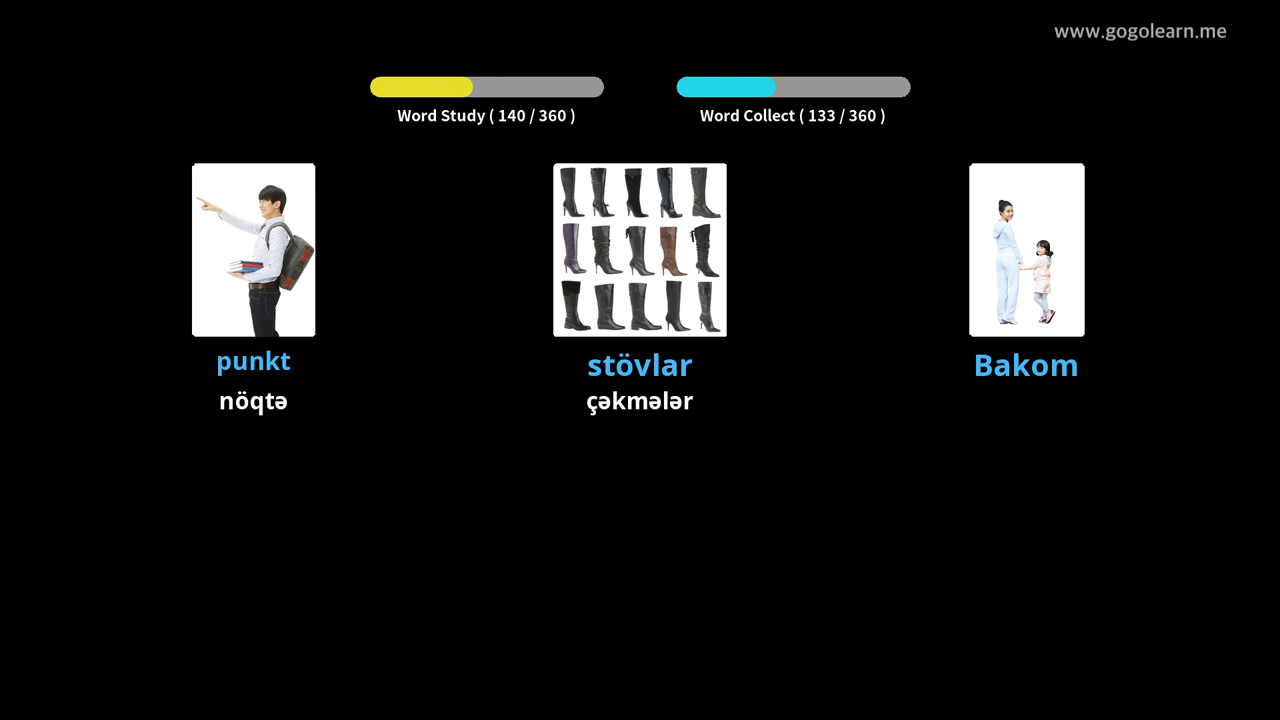 www.gogolearn.me
Word Study ( 140 / 360 )
Word Collect ( 133 / 360 )
punkt
nöqtə
stövlar
çəkmələr
Bakom